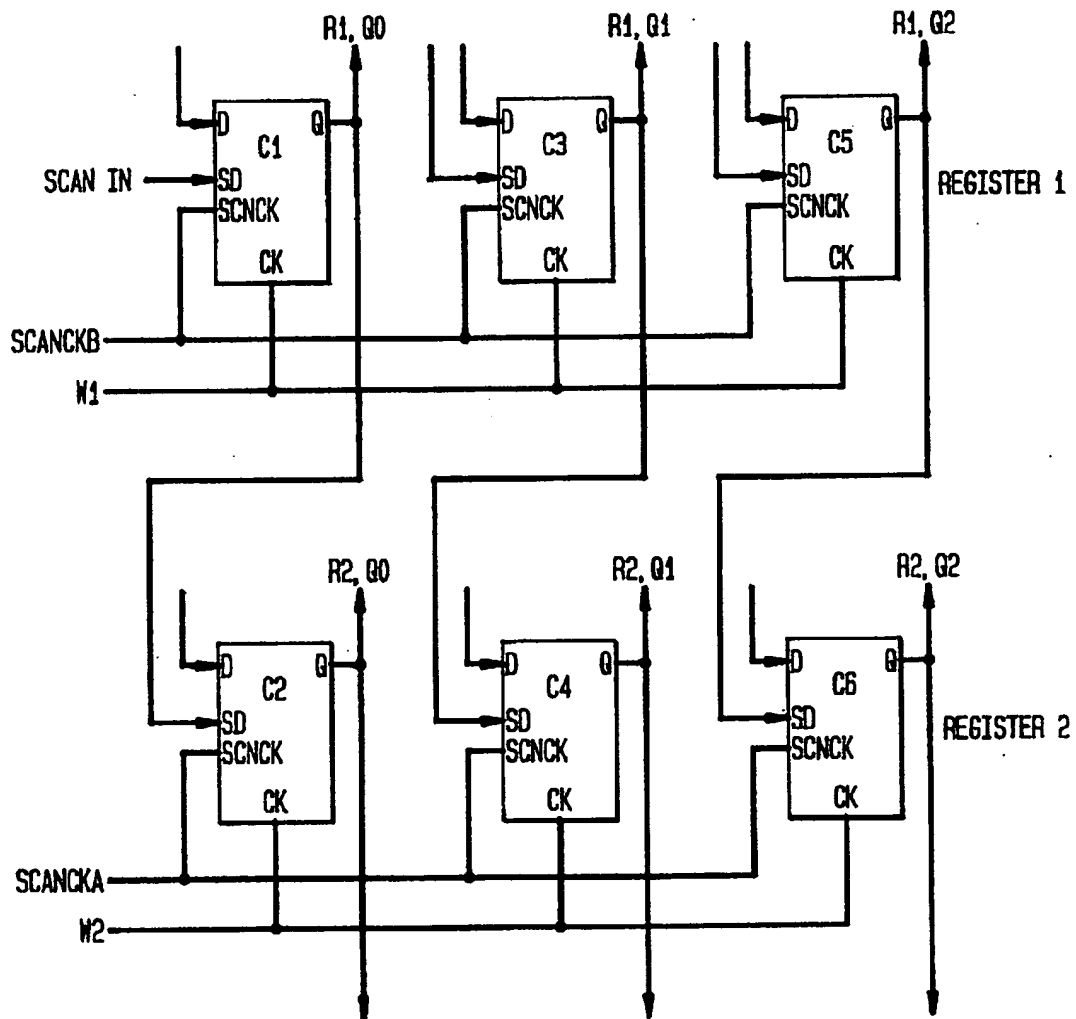 R1, Q0
R1, Q1
R1, Q2
D
Q
C1
SCAN IN
SD
SCNCK
CK
D
Q
C3
SD
SCNCK
CK
D
Q
C5
SD
SCNCK
CK
REGISTER 1
SCANCKB
W1
R2, Q0
R2, Q1
R2, Q2
D
Q
C2
SD
SCNCK
CK
D
Q
C4
SD
SCNCK
CK
D
Q
C6
SD
SCNCK
CK
REGISTER 2
SCANCKA
W2